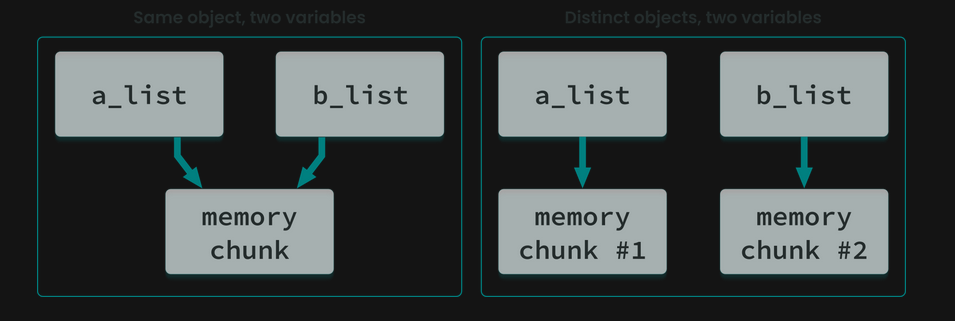 Same object, two variables
a_list
b_list
memory
chunk
Distinct objects, two variables
a_list
b_list
memory
chunk #1
memory
chunk #2